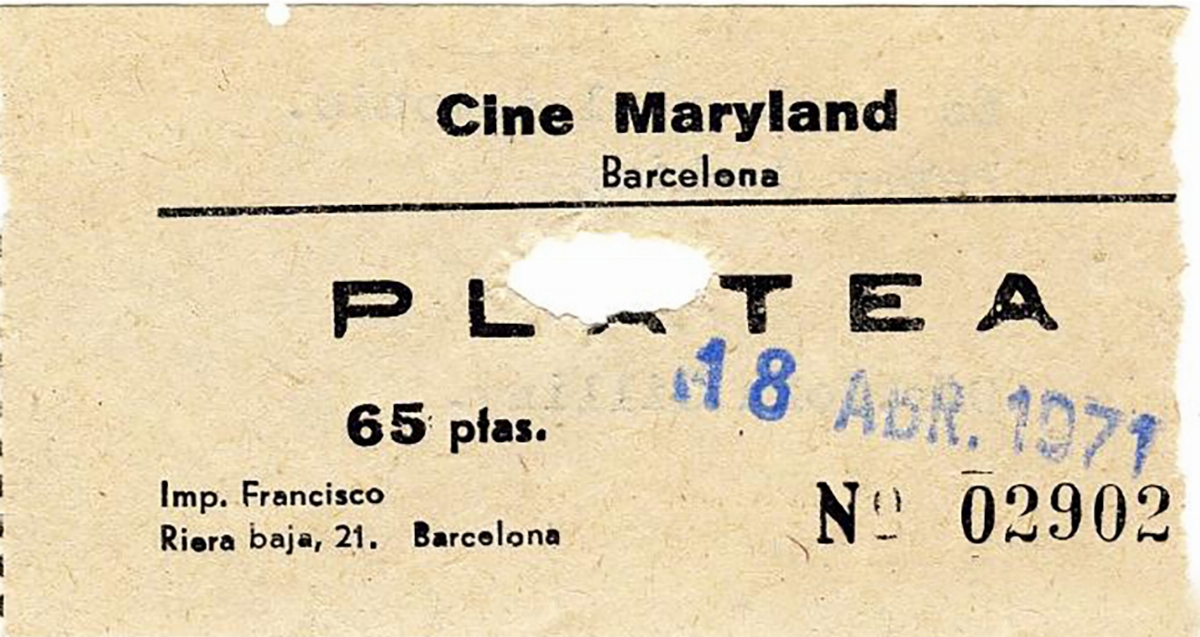 Cine Maryland
Barcelona
PLATEA
18 ABR. 1971
65 ptas.
Imp. Francisco
Riera baja, 21. Barcelona
Nº 02902